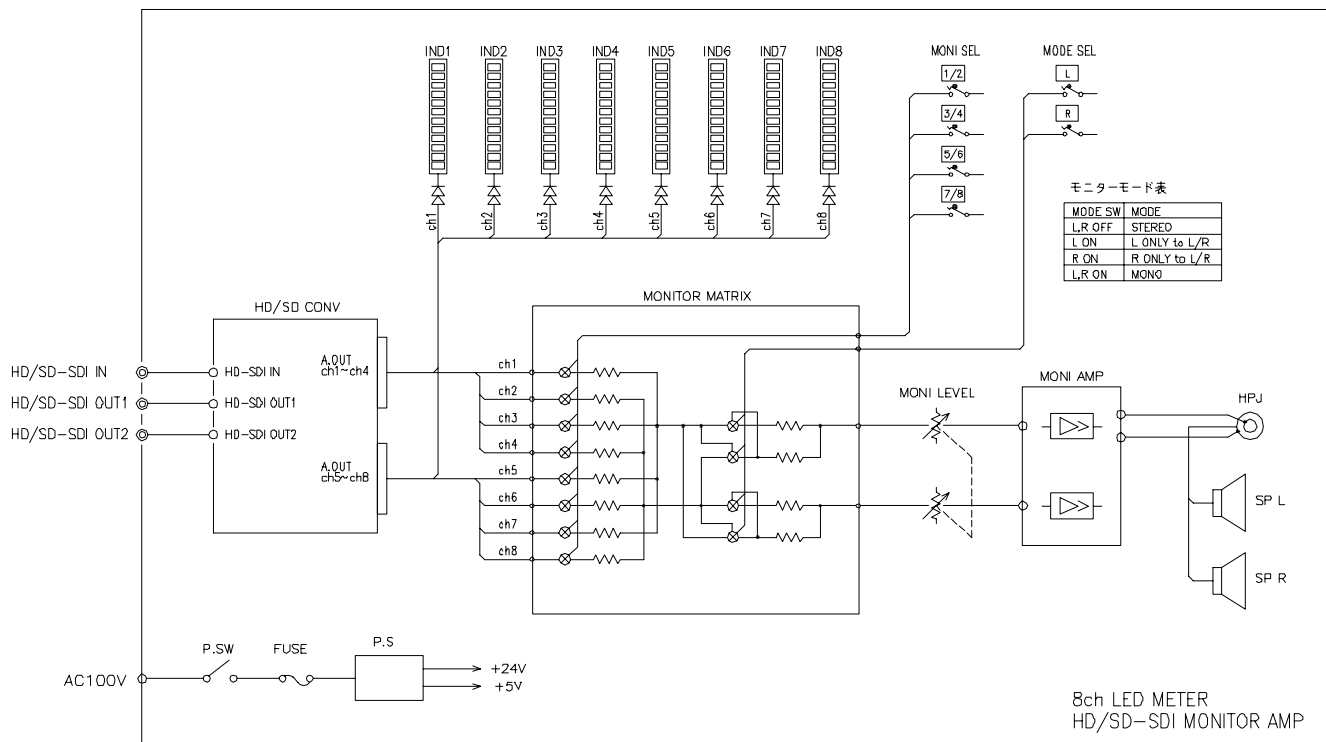 IND1 IND2 IND3 IND4 IND5 IND6 IND7 IND8
MONI SEL
MODE SEL
1/2
3/4
5/6
7/8
L
R
ch1 ch2 ch3 ch4 ch5 ch6 ch7 ch8
モニターモード表
MODE SW MODE
L,R OFF STEREO
L ON L ONLY to L/R
R ON R ONLY to L/R
L,R ON MONO
HD/SD CONV
MONITOR MATRIX
HD/SD-SDI IN
HD/SD-SDI OUT1
HD/SD-SDI OUT2
HD-SDI IN
HD-SDI OUT1
HD-SDI OUT2
A.OUT
ch1~ch4
A.OUT
ch5~ch8
ch1
ch2
ch3
ch4
ch5
ch6
ch7
ch8
MONI LEVEL
MONI AMP
HPJ
SP L
SP R
AC100V
P.SW
FUSE
P.S
+24V
+5V
8ch LED METER
HD/SD-SDI MONITOR AMP